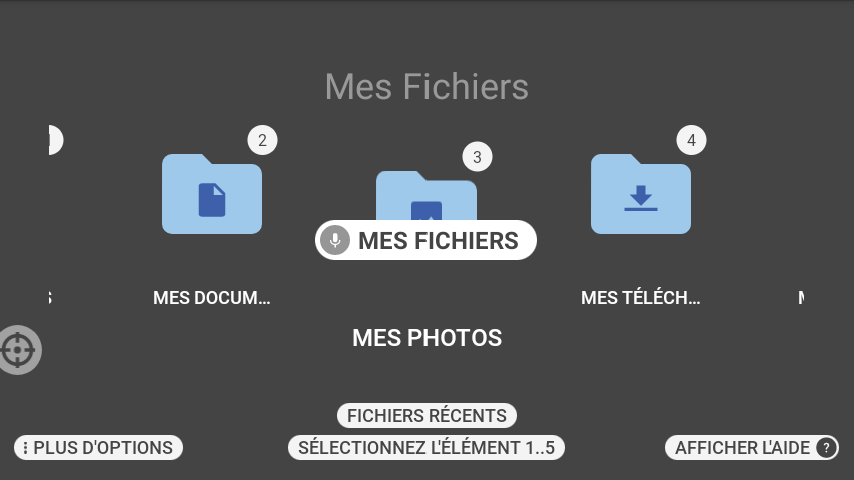 Mes Fichiers
2
3
4
MES FICHIERS
MES DOCUM...
MES TÉLÉCH...
MES PHOTOS
FICHIERS RÉCENTS
PLUS D'OPTIONS
SÉLECTIONNEZ L'ÉLÉMENT 1..5
AFFICHER L'AIDE ?